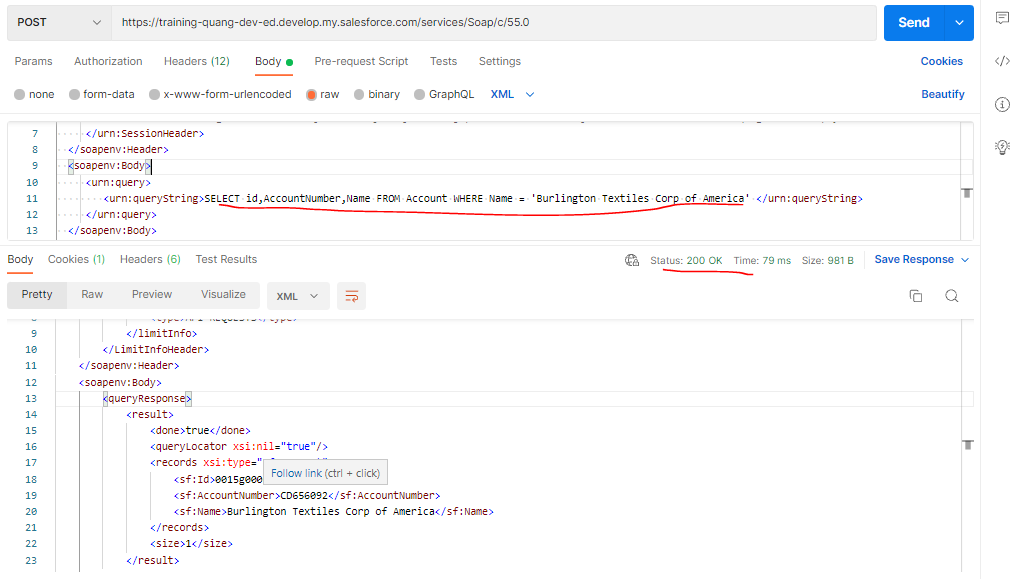 POST https://training-quang-dev-ed.develop.my.salesforce.com/services/Soap/c/55.0 Send
Params Authorization Headers (12) Body Pre-request Script Tests Settings Cookies
none form-data x-www-form-urlencoded raw binary GraphQL XML Beautify
7 </urn:SessionHeader>
8 </soapenv:Header>
9 <soapenv:Body>
10 <urn:query>
11 <urn:queryString>SELECT id,AccountNumber,Name FROM Account WHERE Name = 'Burlington Textiles Corp of America' </urn:queryString>
12 </urn:query>
13 </soapenv:Body>
Body Cookies (1) Headers (6) Test Results Status: 200 OK Time: 79 ms Size: 981 B Save Response
Pretty Raw Preview Visualize XML
9 </limitInfo>
10 </LimitInfoHeader>
11 </soapenv:Header>
12 <soapenv:Body>
13 <queryResponse>
14 <result>
15 <done>true</done>
16 <queryLocator xsi:nil="true"/>
17 <records xsi:type="
Follow link (ctrl + click)
18 <sf:Id>0015g000
19 <sf:AccountNumber>CD656092</sf:AccountNumber>
20 <sf:Name>Burlington Textiles Corp of America</sf:Name>
21 </records>
22 <size>1</size>
23 </result>